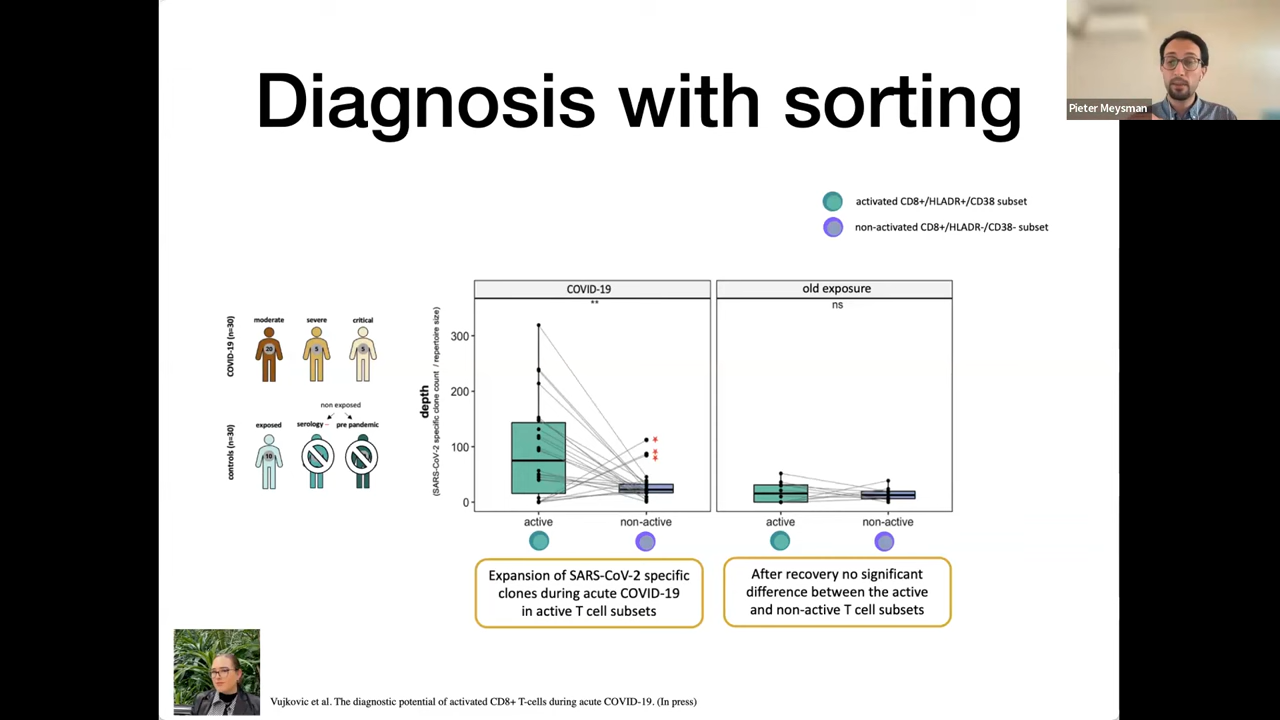 Diagnosis with sorting
Pieter Meysman
activated CD8+/HLADR+/CD38 subset
non-activated CD8+/HLADR-/CD38- subset
COVID-19 (n=30)
moderate
severe
critical
20
5
5
non exposed
controls (n=30)
exposed
serology –
pre pandemic
10
depth
(SARS-CoV-2 specific clone count / repertoire size)
COVID-19
**
300
200
100
0
active
non-active
old exposure
ns
active
non-active
Expansion of SARS-CoV-2 specific
clones during acute COVID-19
in active T cell subsets
After recovery no significant
difference between the active
and non-active T cell subsets
Vujkovic et al. The diagnostic potential of activated CD8+ T-cells during acute COVID-19. (In press)